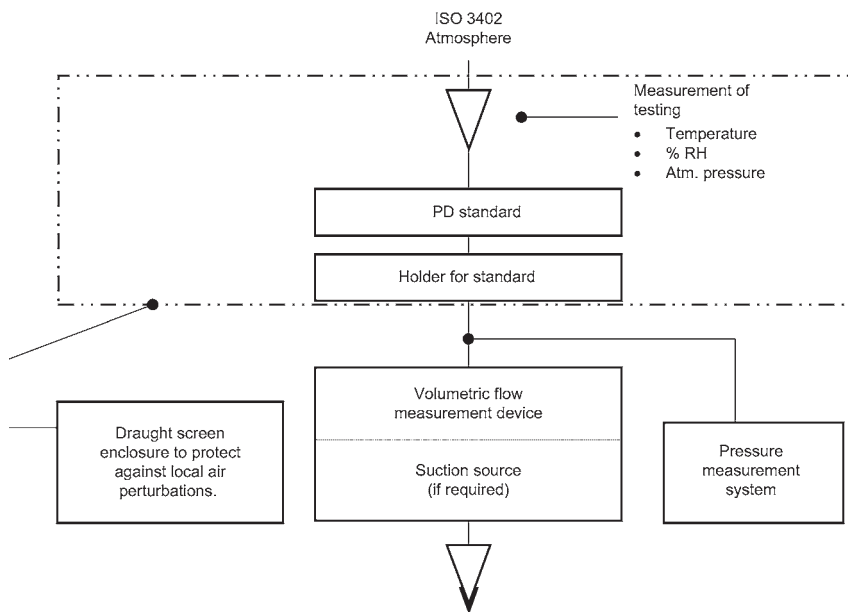 ISO 3402
Atmosphere
Measurement of
testing
• Temperature
• % RH
• Atm. pressure
PD standard
Holder for standard
Volumetric flow
measurement device
Draught screen
enclosure to protect
against local air
perturbations.
Suction source
(if required)
Pressure
measurement
system